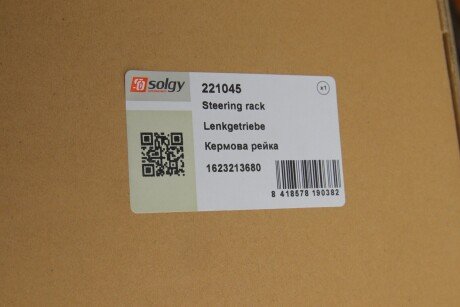 solgy
221045
x1
Steering rack
Lenkgetriebe
Кермова рейка
1623213680
8 418578 190382